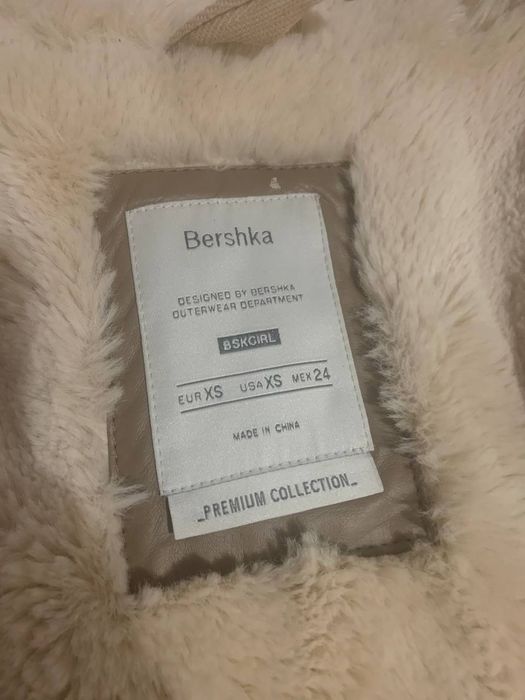 Bershka
DESIGNED BY BERSHKA
OUTERWEAR DEPARTMENT
BSKGIRL
EUR XS USA XS MEX 24
MADE IN CHINA
_PREMIUM COLLECTION_